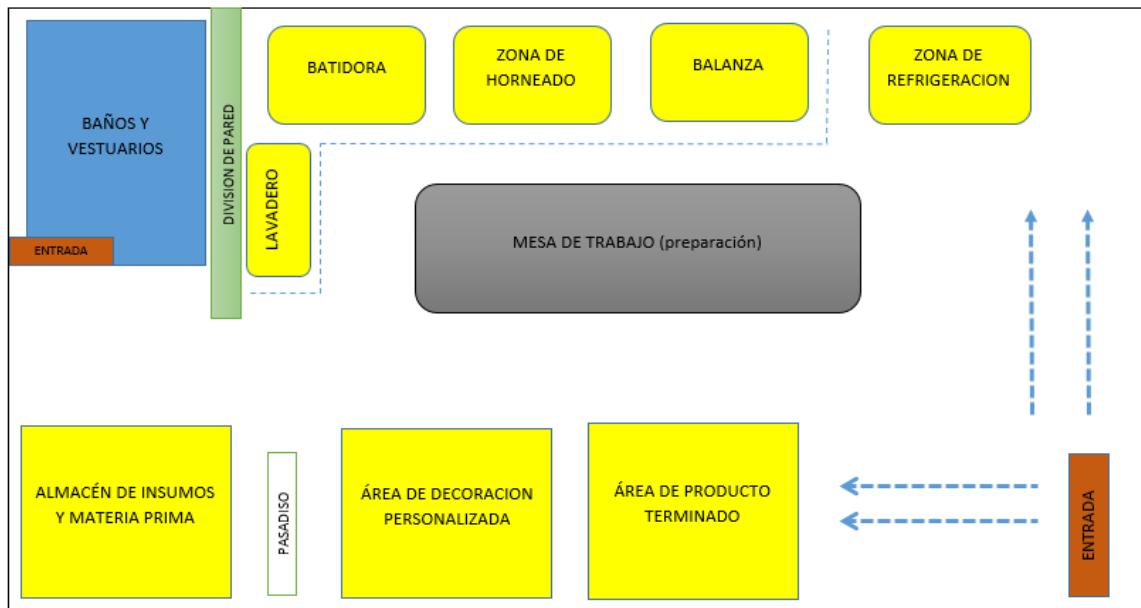 BAÑOS Y
VESTUARIOS
ENTRADA
DIVISION DE PARED
BATIDORA
ZONA DE
HORNEADO
BALANZA
ZONA DE
REFRIGERACION
LAVADERO
MESA DE TRABAJO (preparación)
ALMACÉN DE INSUMOS
Y MATERIA PRIMA
PASADISO
ÁREA DE DECORACION
PERSONALIZADA
ÁREA DE PRODUCTO
TERMINADO
ENTRADA